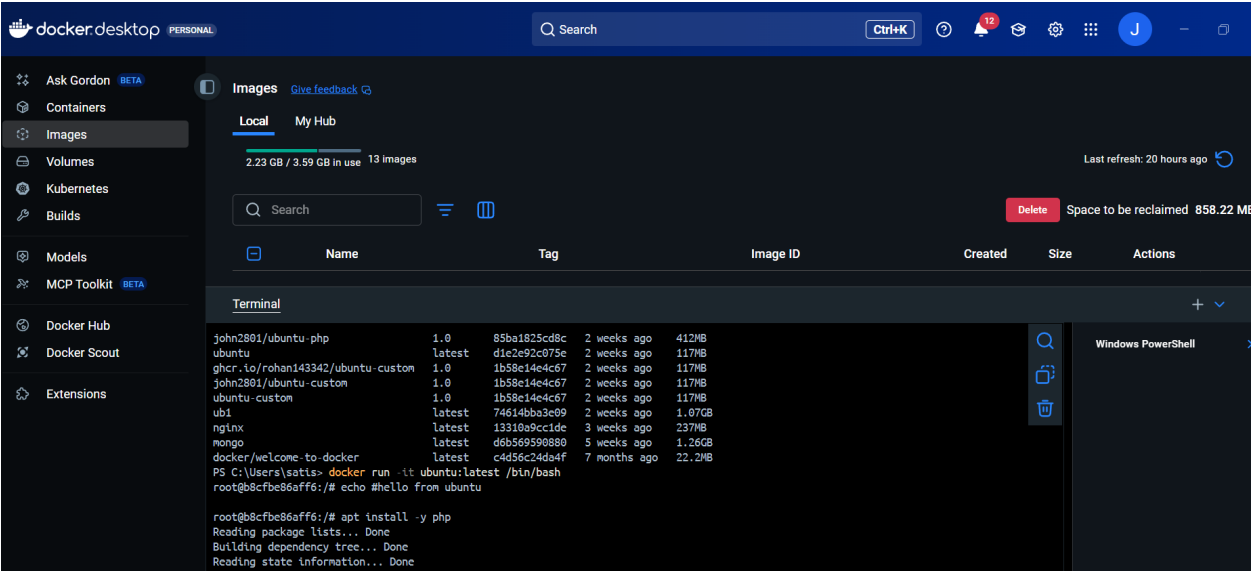 docker.desktop PERSONAL Search Ctrl+K 12 J
Ask Gordon BETA
Containers
Images
Volumes
Kubernetes
Builds
Models
MCP Toolkit BETA
Docker Hub
Docker Scout
Extensions
Images Give feedback
Local My Hub
2.23 GB / 3.59 GB in use 13 images Last refresh: 20 hours ago
Search Delete Space to be reclaimed 858.22 MB
Name Tag Image ID Created Size Actions
Terminal
john2801/ubuntu-php 1.0 85ba1825cd8c 2 weeks ago 412MB
ubuntu latest d1e2e92c075e 2 weeks ago 117MB
ghcr.io/rohan143342/ubuntu-custom 1.0 1b58e14e4c67 2 weeks ago 117MB
john2801/ubuntu-custom 1.0 1b58e14e4c67 2 weeks ago 117MB
ubuntu-custom 1.0 1b58e14e4c67 2 weeks ago 117MB
ub1 latest 74614bba3e09 2 weeks ago 1.07GB
nginx latest 13310a9cc1de 3 weeks ago 237MB
mongo latest d6b569590880 5 weeks ago 1.26GB
docker/welcome-to-docker latest c4d56c24da4f 7 months ago 22.2MB
PS C:\Users\satis> docker run -it ubuntu:latest /bin/bash
root@b8cfbe86aff6:/# echo #hello from ubuntu
root@b8cfbe86aff6:/# apt install -y php
Reading package lists... Done
Building dependency tree... Done
Reading state information... Done
Windows PowerShell